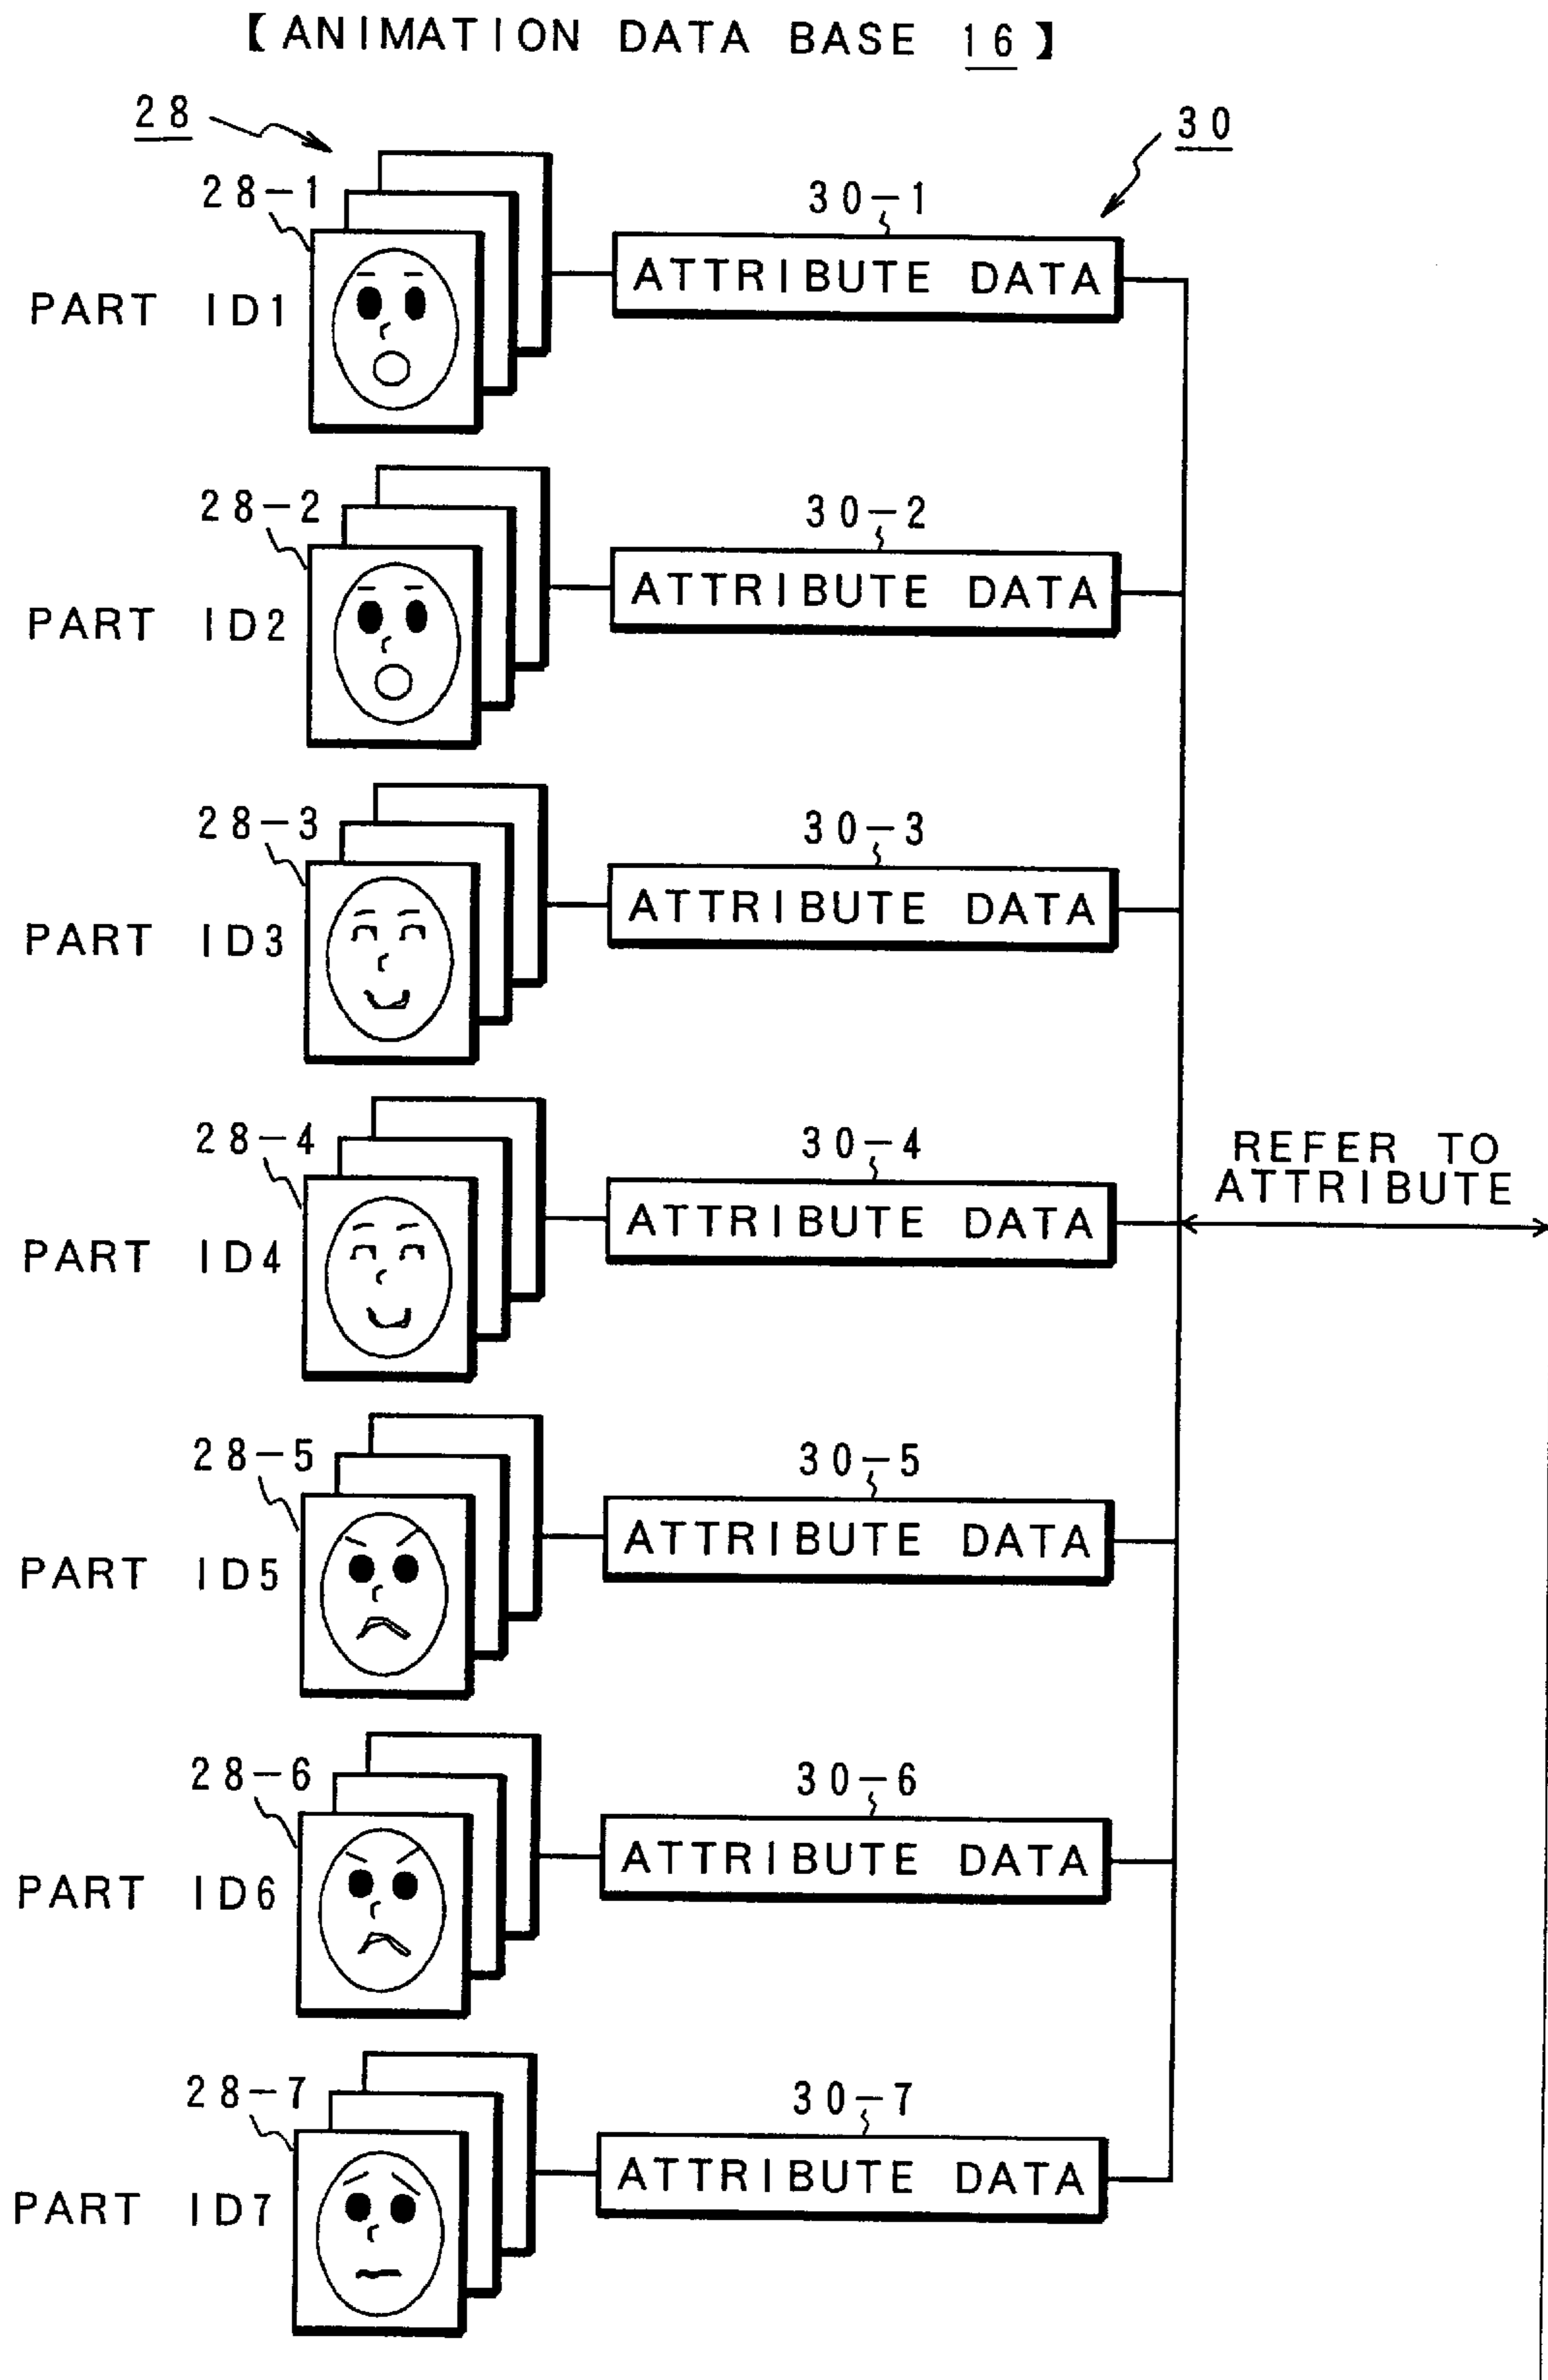 【ANIMATION DATA BASE 16】
28
30
28-1
30-1
ATTRIBUTE DATA
PART ID1
28-2
30-2
ATTRIBUTE DATA
PART ID2
28-3
30-3
ATTRIBUTE DATA
PART ID3
28-4
30-4
REFER TO
ATTRIBUTE
ATTRIBUTE DATA
PART ID4
28-5
30-5
ATTRIBUTE DATA
PART ID5
28-6
30-6
ATTRIBUTE DATA
PART ID6
28-7
30-7
ATTRIBUTE DATA
PART ID7